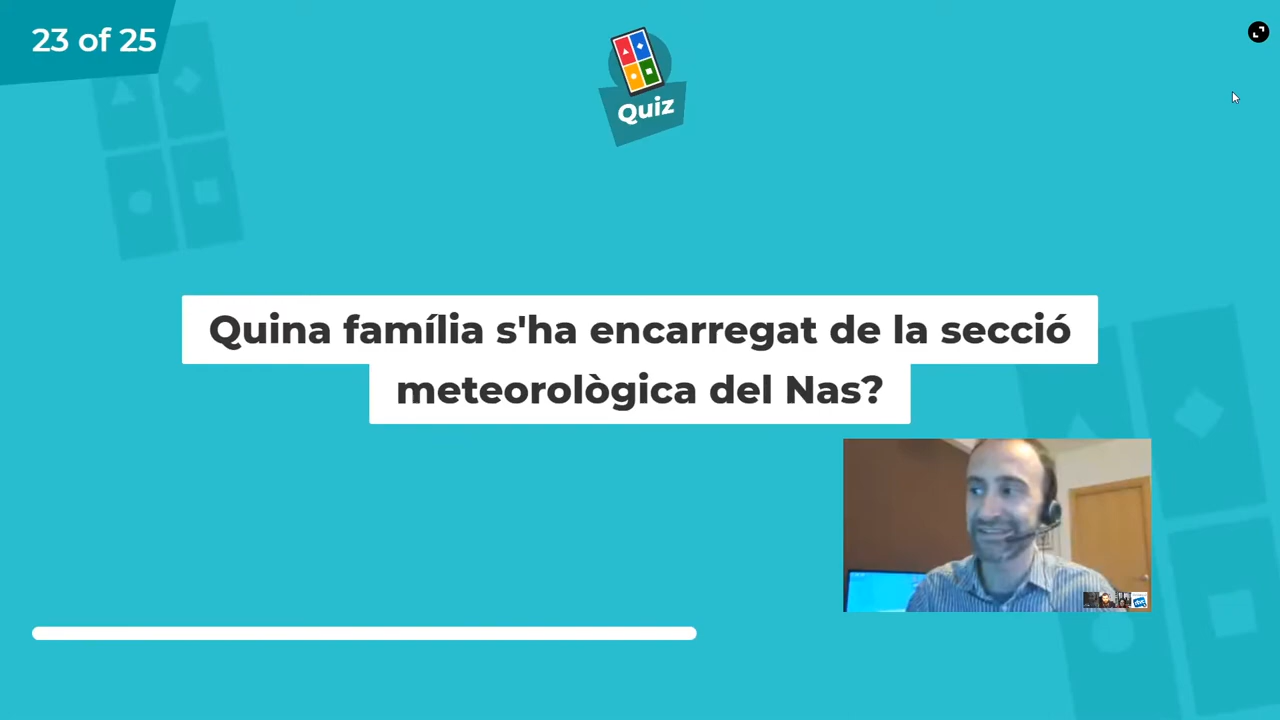 23 of 25
Quiz
Quina família s'ha encarregat de la secció
meteorològica del Nas?